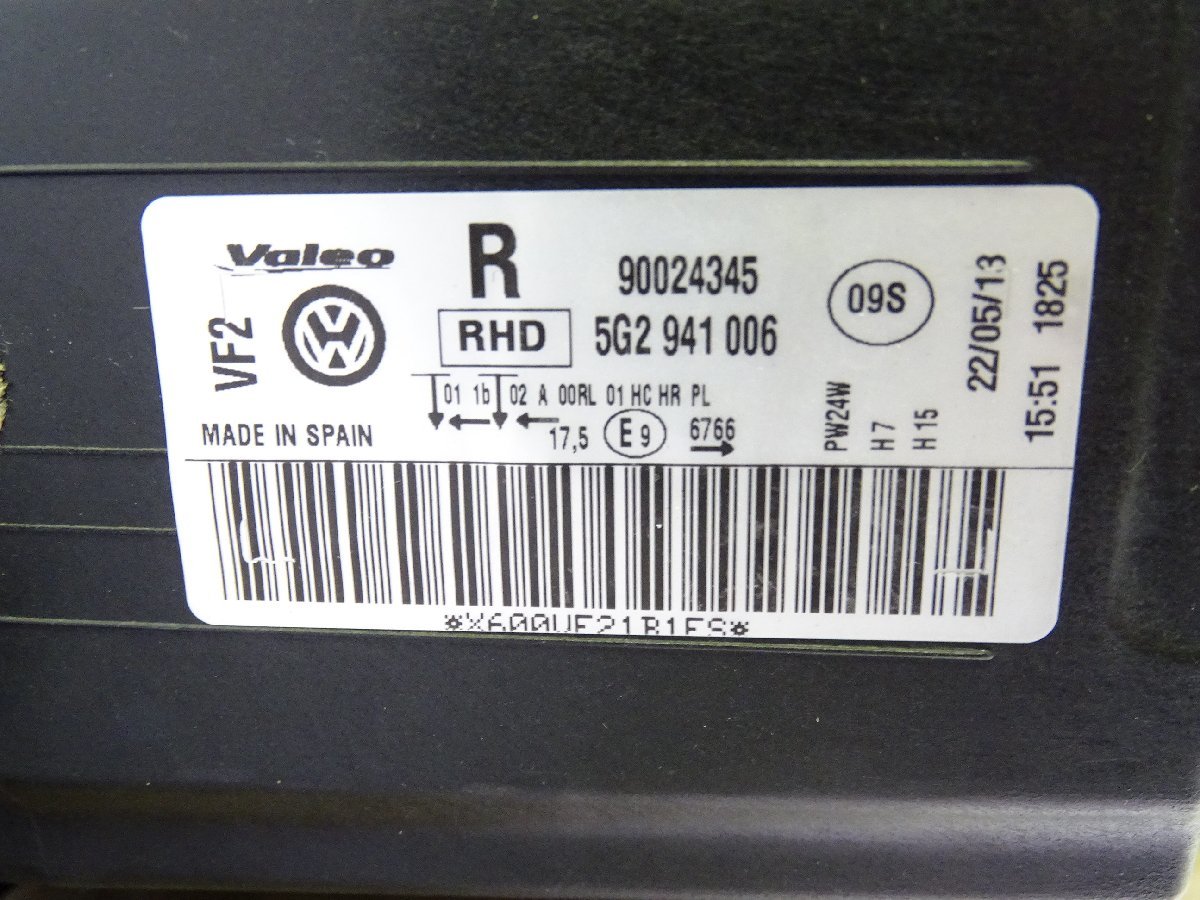 Valeo
R
90024345
RHD
5G2 941 006
VF2
09S
22/05/13
15:51 1825
01 1b 02 A 00RL 01 HC HR PL
MADE IN SPAIN
17,5
E9
6766
PW24W
H7
H15
*X600VF21B1FS*